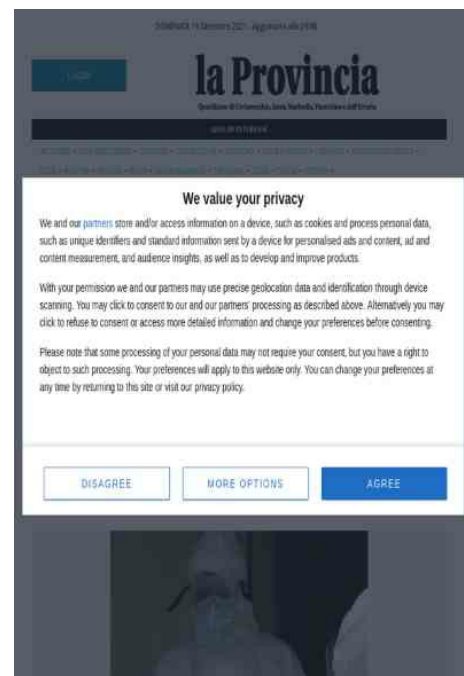 DOMENICA 19 Dicembre 2021
LOGIN
la Provincia
We value your privacy
We and our partners store and/or access information on a device, such as cookies and process personal data,
such as unique identifiers and standard information sent by a device for personalised ads and content, ad and
content measurement, and audience insights, as well as to develop and improve products.
With your permission we and our partners may use precise geolocation data and identification through device
scanning. You may click to consent to our and our partners' processing as described above. Alternatively you may
click to refuse to consent or access more detailed information and change your preferences before consenting.
Please note that some processing of your personal data may not require your consent, but you have a right to
object to such processing. Your preferences will apply to this website only. You can change your preferences at
any time by returning to this site or visit our privacy policy.
DISAGREE
MORE OPTIONS
AGREE